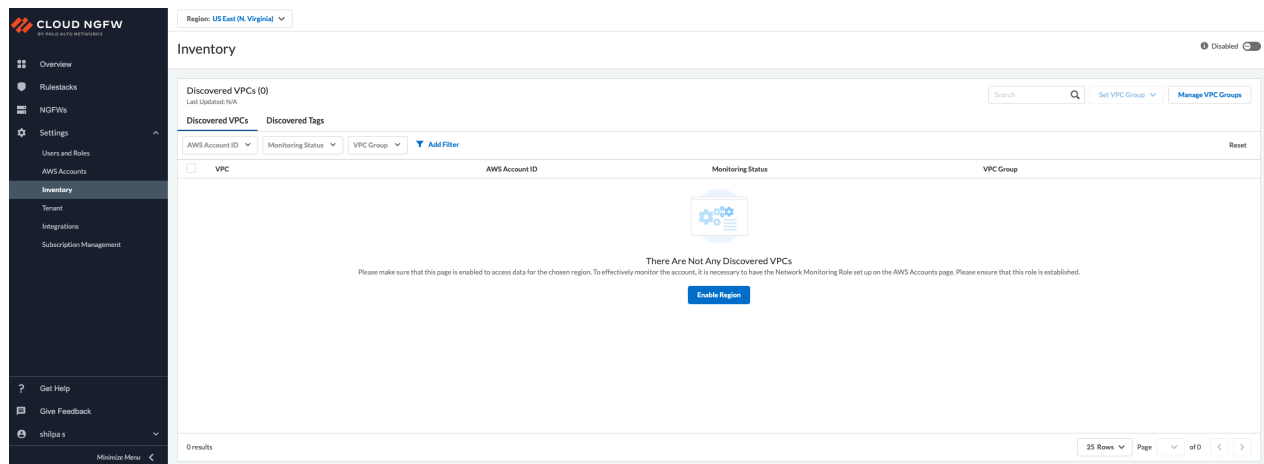 CLOUD NGFW
BY PALO ALTO NETWORKS
Overview
Rulestacks
NGFWs
Settings
Users and Roles
AWS Accounts
Inventory
Tenant
Integrations
Subscription Management
? Get Help
Give Feedback
shilpa s
Minimize Menu
Region: US East (N. Virginia)
Inventory
Disabled
Discovered VPCs (0)
Last Updated: N/A
Search
Set VPC Group
Manage VPC Groups
Discovered VPCs Discovered Tags
AWS Account ID Monitoring Status VPC Group Add Filter Reset
VPC AWS Account ID Monitoring Status VPC Group
There Are Not Any Discovered VPCs
Please make sure that this page is enabled to access data for the chosen region. To effectively monitor the account, it is necessary to have the Network Monitoring Role set up on the AWS Accounts page. Please ensure that this role is established.
Enable Region
0 results
25 Rows Page of 0